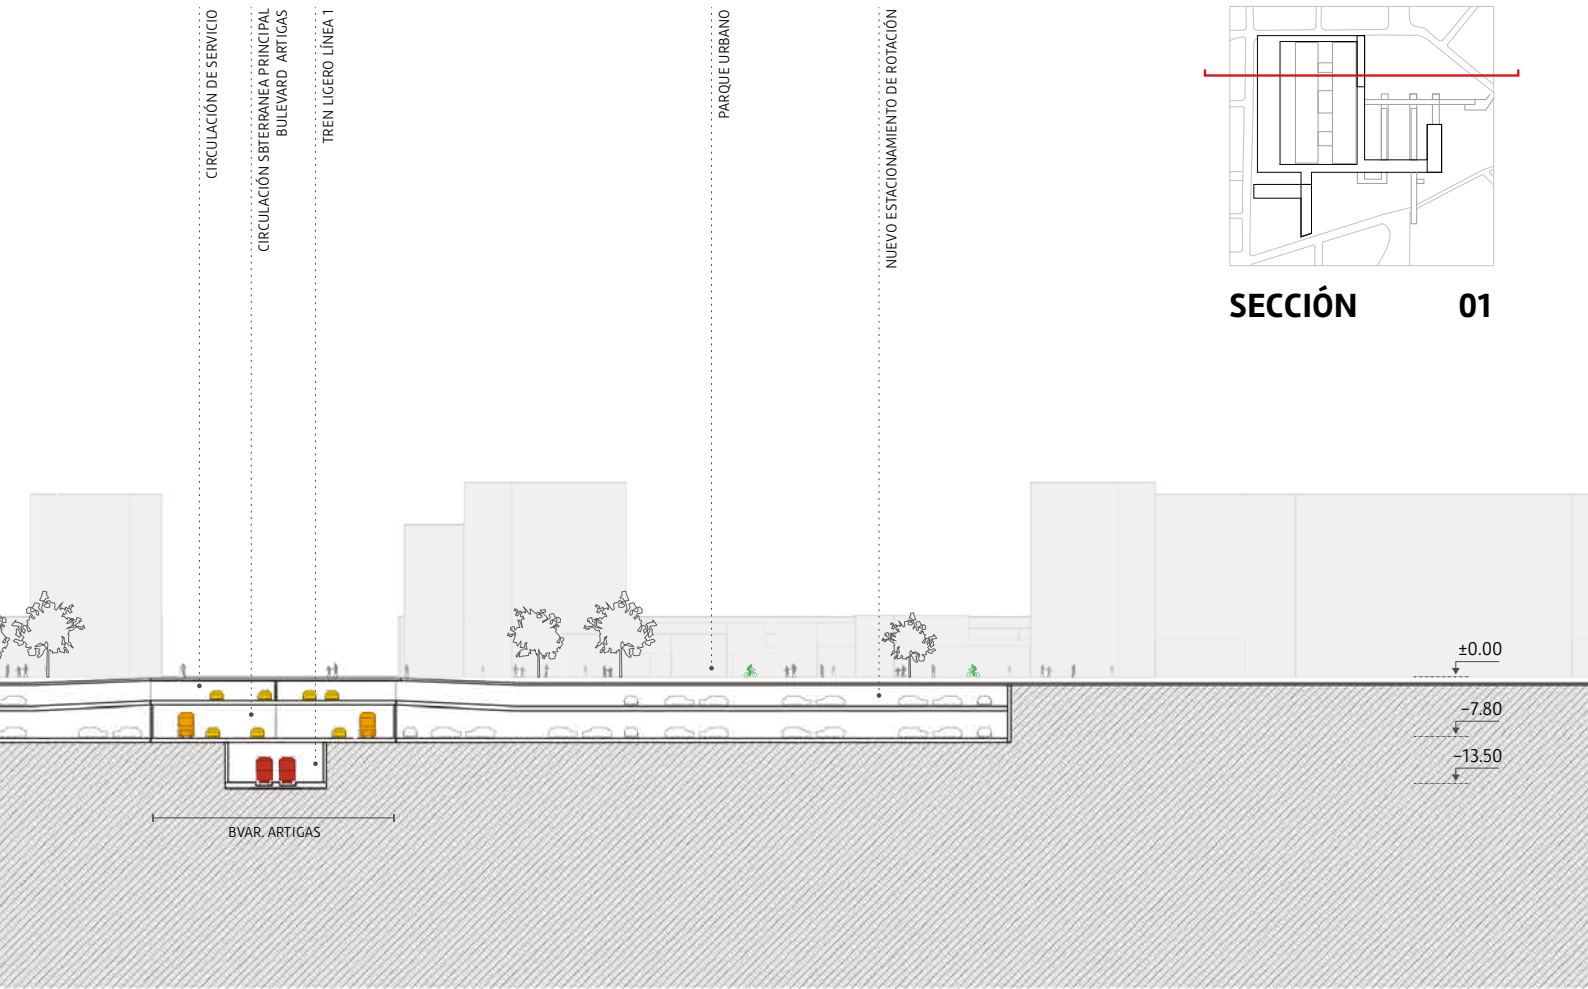 CIRCULACIÓN DE SERVICIO
CIRCULACIÓN SBTERRANEA PRINCIPAL
BULEVARD ARTIGAS
TREN LIGERO LÍNEA 1
PARQUE URBANO
NUEVO ESTACIONAMIENTO DE ROTACIÓN
SECCIÓN 01
±0.00
−7.80
−13.50
BVAR. ARTIGAS